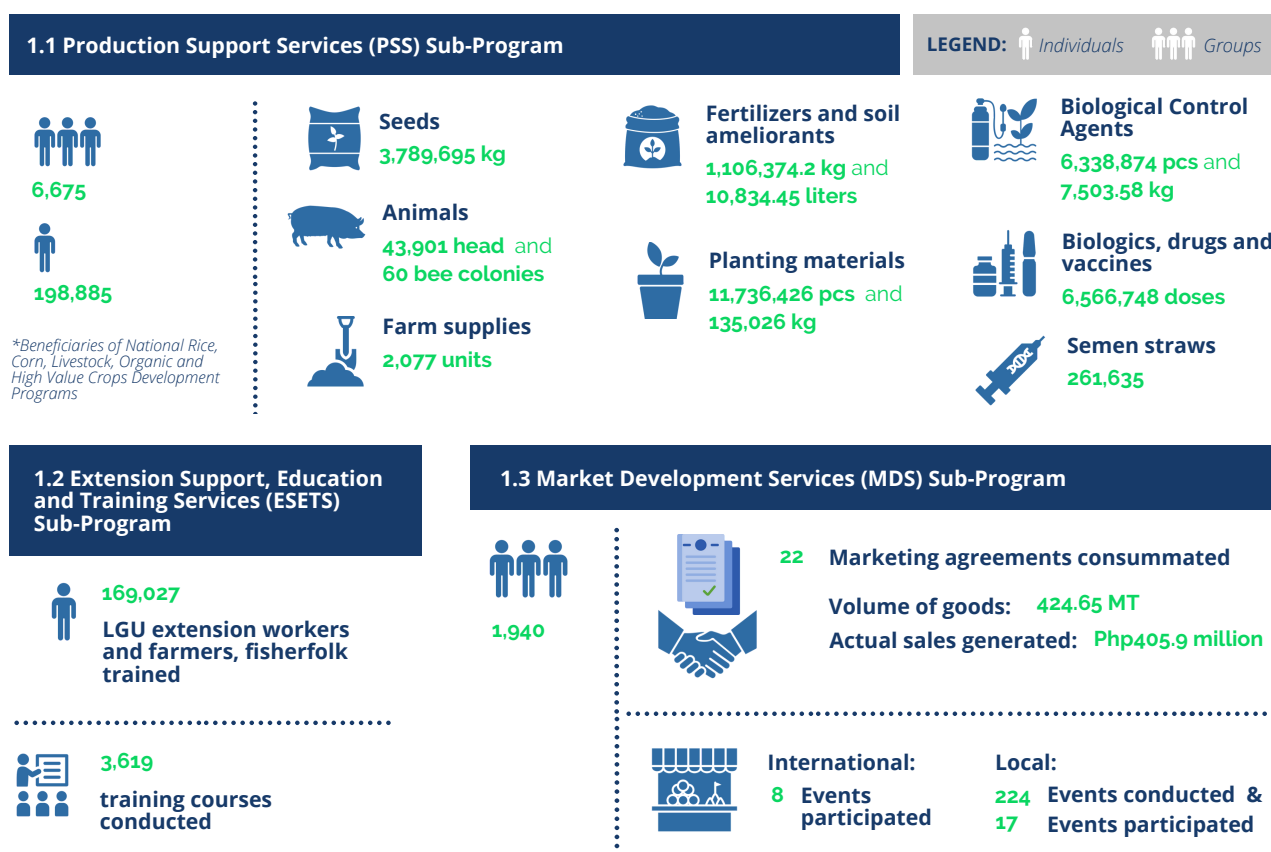 1.1 Production Support Services (PSS) Sub-Program
LEGEND: Individuals Groups
6,675
198,885
*Beneficiaries of National Rice,
Corn, Livestock, Organic and
High Value Crops Development
Programs
Seeds
3,789,695 kg
Animals
43,901 head and
60 bee colonies
Farm supplies
2,077 units
Fertilizers and soil
ameliorants
1,106,374.2 kg and
10,834.45 liters
Planting materials
11,736,426 pcs and
135,026 kg
Biological Control
Agents
6,338,874 pcs and
7,503.58 kg
Biologics, drugs and
vaccines
6,566,748 doses
Semen straws
261,635
1.2 Extension Support, Education
and Training Services (ESETS)
Sub-Program
169,027
LGU extension workers
and farmers, fisherfolk
trained
3,619
training courses
conducted
1.3 Market Development Services (MDS) Sub-Program
1,940
22 Marketing agreements consummated
Volume of goods: 424.65 MT
Actual sales generated: Php405.9 million
International:
8 Events
participated
Local:
224 Events conducted &
17 Events participated